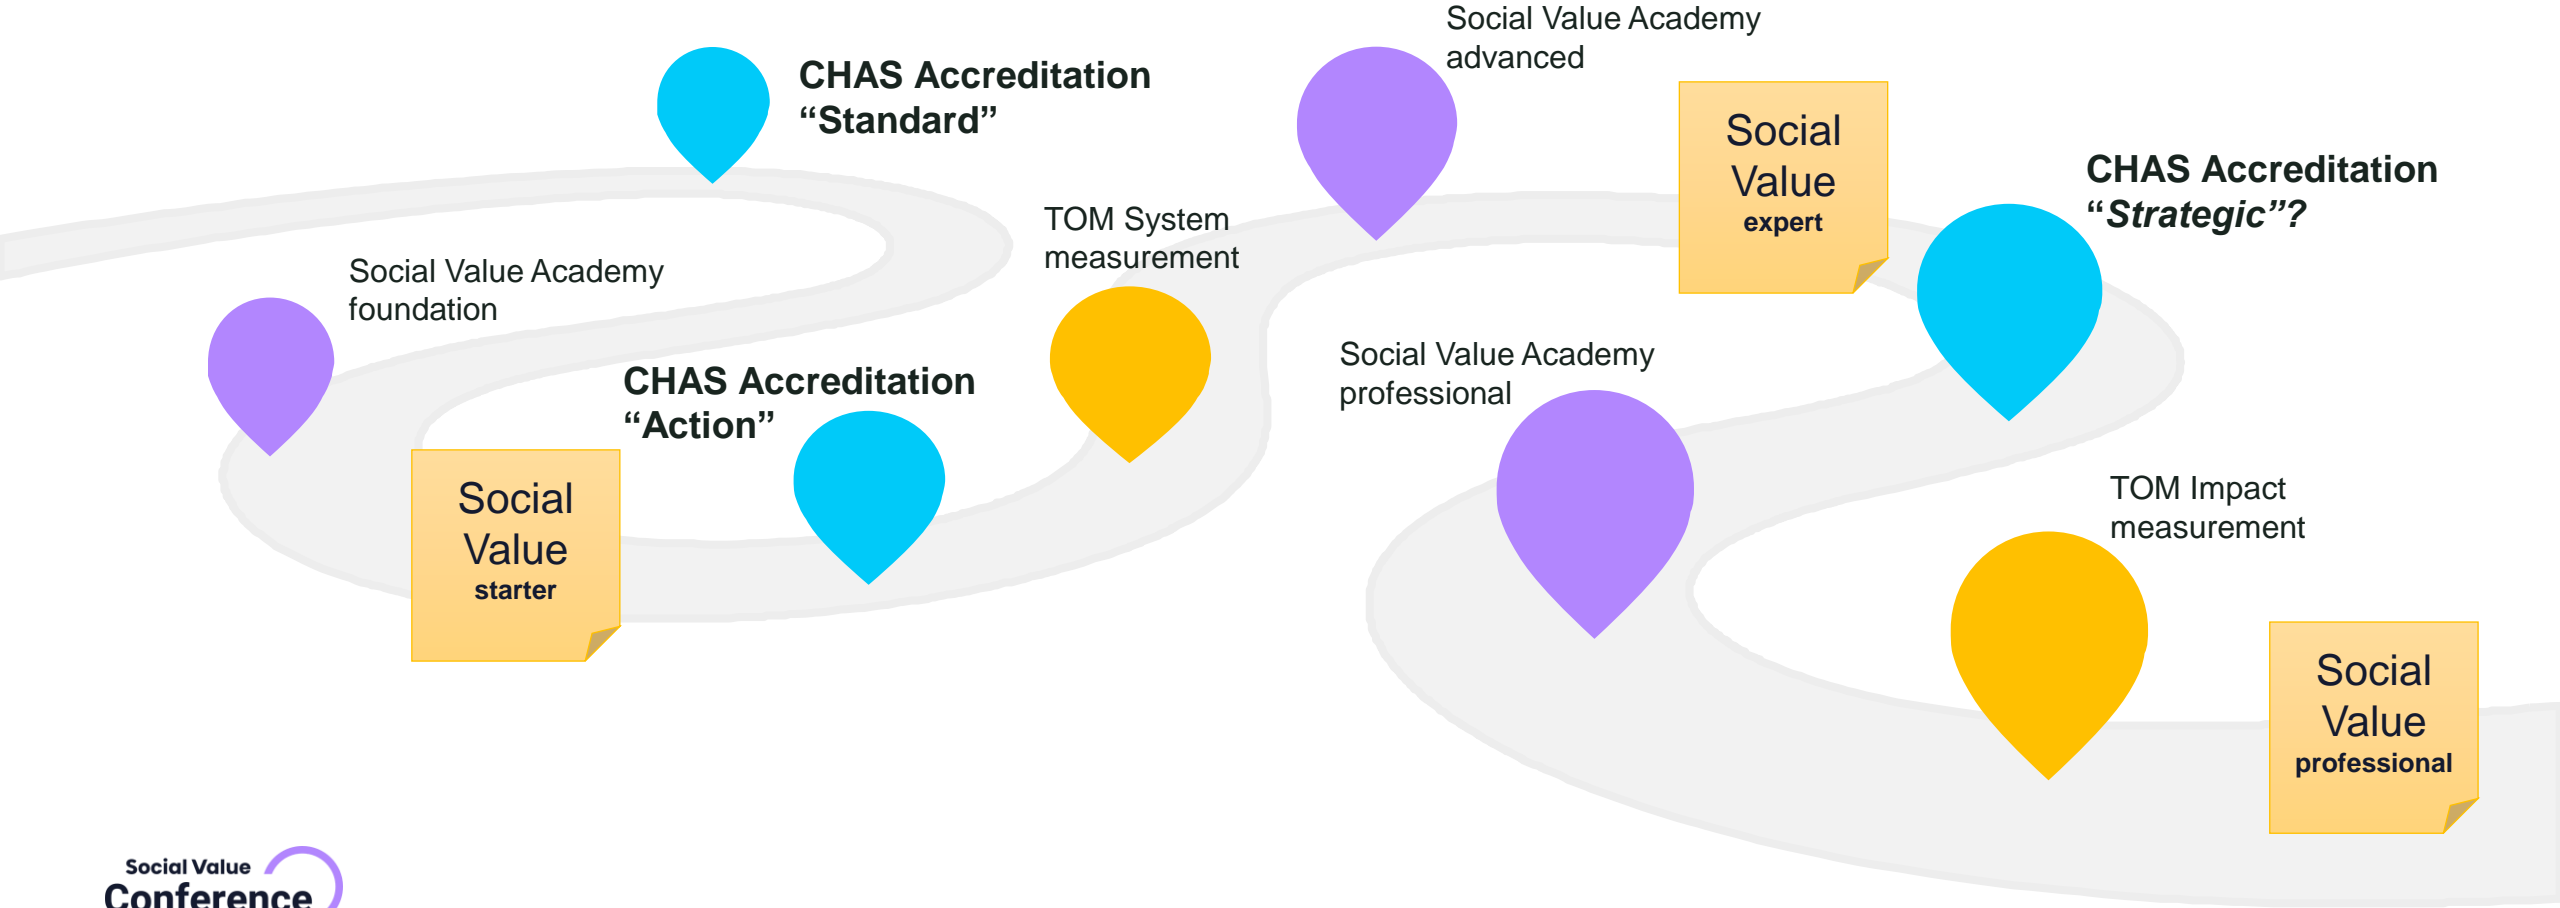 Social Value Academy
advanced
CHAS Accreditation
“Standard”
Social
Value
expert
CHAS Accreditation
“Strategic”?
TOM System
measurement
Social Value Academy
foundation
Social Value Academy
professional
CHAS Accreditation
“Action”
Social
Value
starter
TOM Impact
measurement
Social
Value
professional
Social Value
Conference